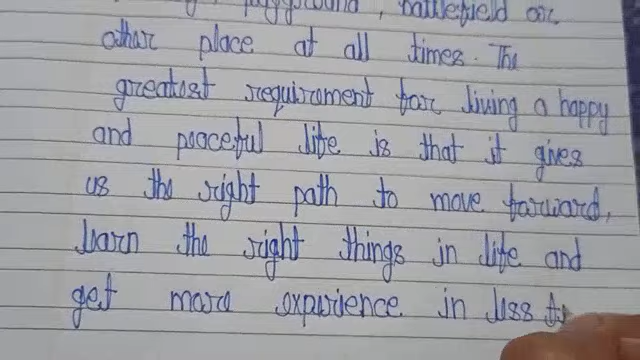 playground, battlefield or
other place at all times. The
greatest requirement for living a happy
and peaceful life is that it gives
us the right path to move forward,
learn the right things in life and
get more experience in less